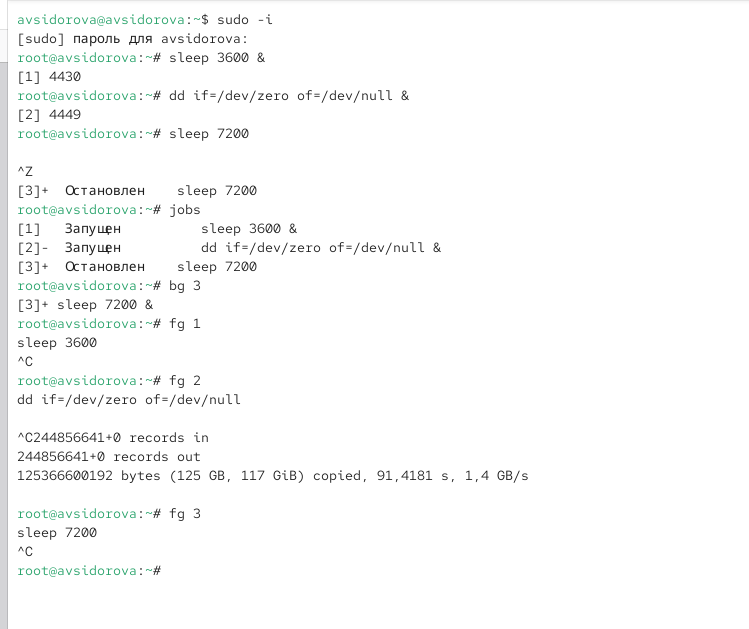 avsidorova@avsidorova:~$ sudo -i
[sudo] пароль для avsidorova:
root@avsidorova:~# sleep 3600 &
[1] 4430
root@avsidorova:~# dd if=/dev/zero of=/dev/null &
[2] 4449
root@avsidorova:~# sleep 7200
^Z
[3]+  Остановлен    sleep 7200
root@avsidorova:~# jobs
[1]   Запущен          sleep 3600 &
[2]-  Запущен          dd if=/dev/zero of=/dev/null &
[3]+  Остановлен    sleep 7200
root@avsidorova:~# bg 3
[3]+ sleep 7200 &
root@avsidorova:~# fg 1
sleep 3600
^C
root@avsidorova:~# fg 2
dd if=/dev/zero of=/dev/null
^C244856641+0 records in
244856641+0 records out
125366600192 bytes (125 GB, 117 GiB) copied, 91,4181 s, 1,4 GB/s
root@avsidorova:~# fg 3
sleep 7200
^C
root@avsidorova:~#